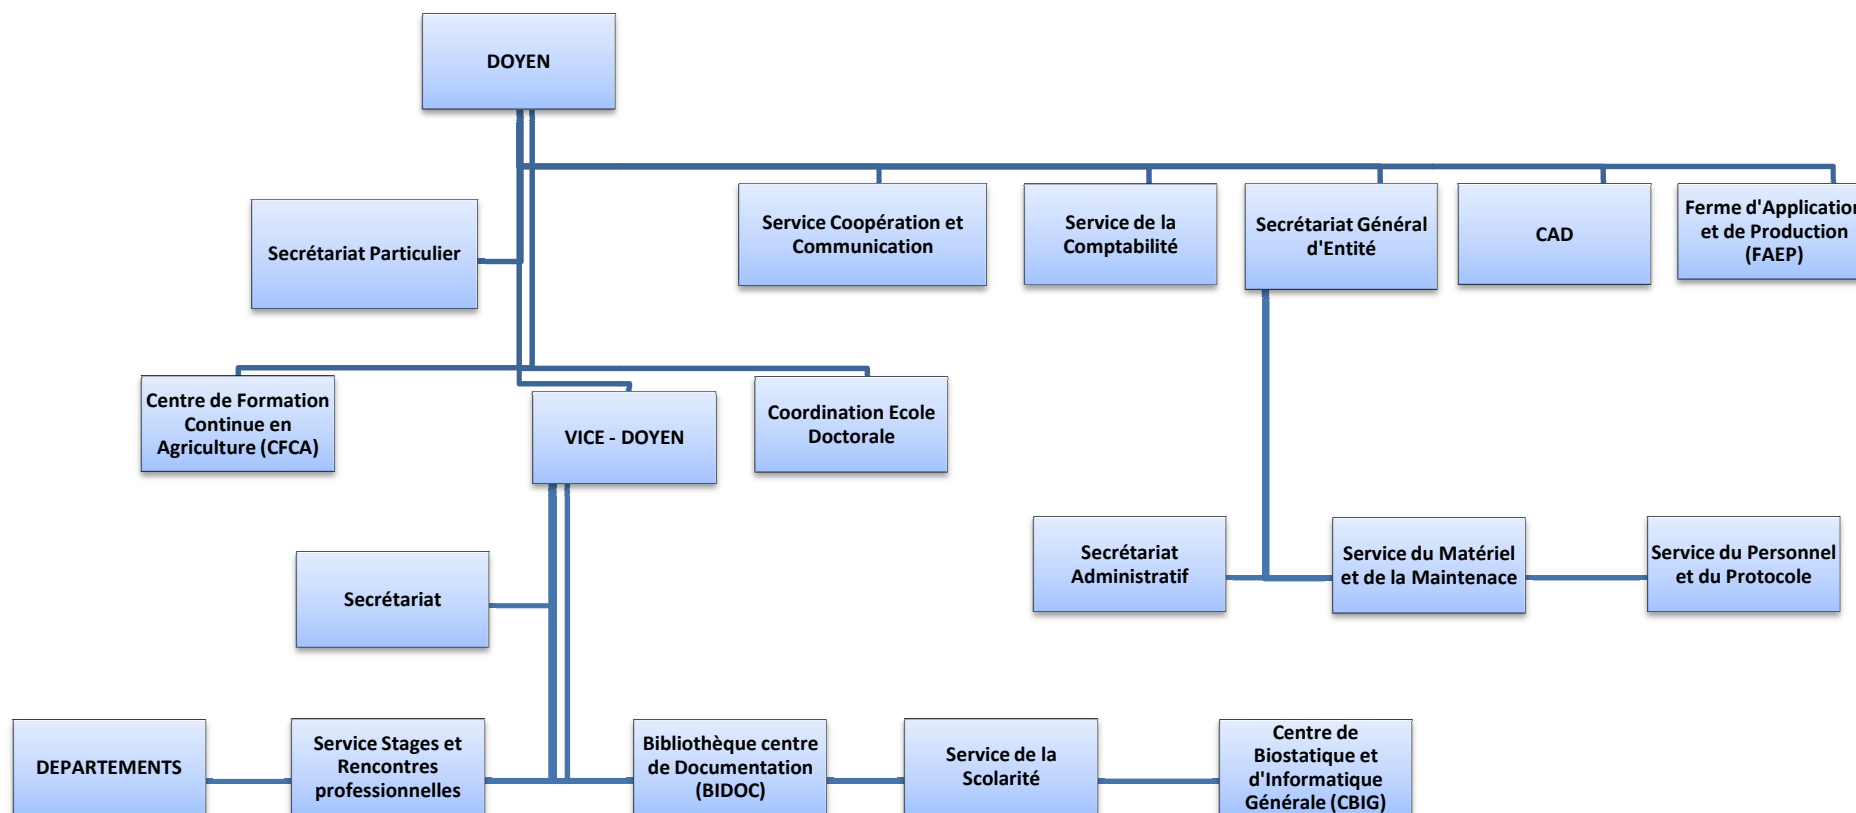 DOYEN
Secrétariat Particulier
Service Coopération et
Communication
Service de la
Comptabilité
Secrétariat Général
d'Entité
CAD
Ferme d'Application
et de Production
(FAEP)
Centre de Formation
Continue en
Agriculture (CFCA)
VICE - DOYEN
Coordination Ecole
Doctorale
Secrétariat
Administratif
Service du Matériel
et de la Maintenace
Service du Personnel
et du Protocole
Secrétariat
DEPARTEMENTS
Service Stages et
Rencontres
professionnelles
Bibliothèque centre
de Documentation
(BIDOC)
Service de la
Scolarité
Centre de
Biostatique et
d'Informatique
Générale (CBIG)